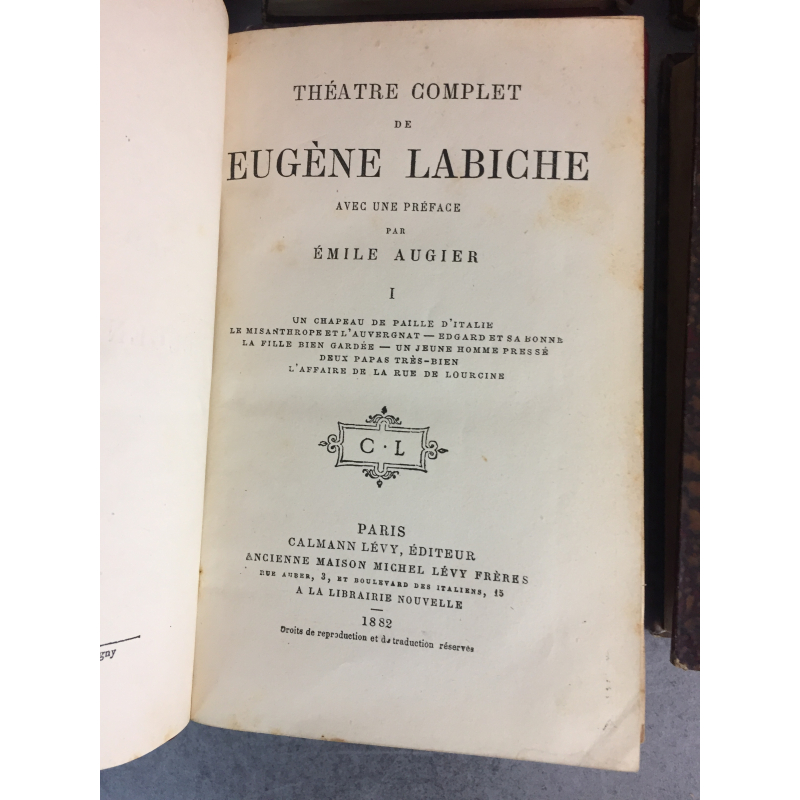 THÉATRE COMPLET
DE
EUGÈNE LABICHE
AVEC UNE PRÉFACE
PAR
ÉMILE AUGIER
I
UN CHAPEAU DE PAILLE D'ITALIE
LE MISANTHROPE ET L'AUVERGNAT — EDGARD ET SA BONNE
LA FILLE BIEN GARDÉE — UN JEUNE HOMME PRESSÉ
DEUX PAPAS TRÈS-BIEN
L'AFFAIRE DE LA RUE DE LOURCINE
C · L
PARIS
CALMANN LÉVY, ÉDITEUR
ANCIENNE MAISON MICHEL LÉVY FRÈRES
RUE AUBER, 3, ET BOULEVARD DES ITALIENS, 15
A LA LIBRAIRIE NOUVELLE
1882
Droits de reproduction et de traduction réservés
gny